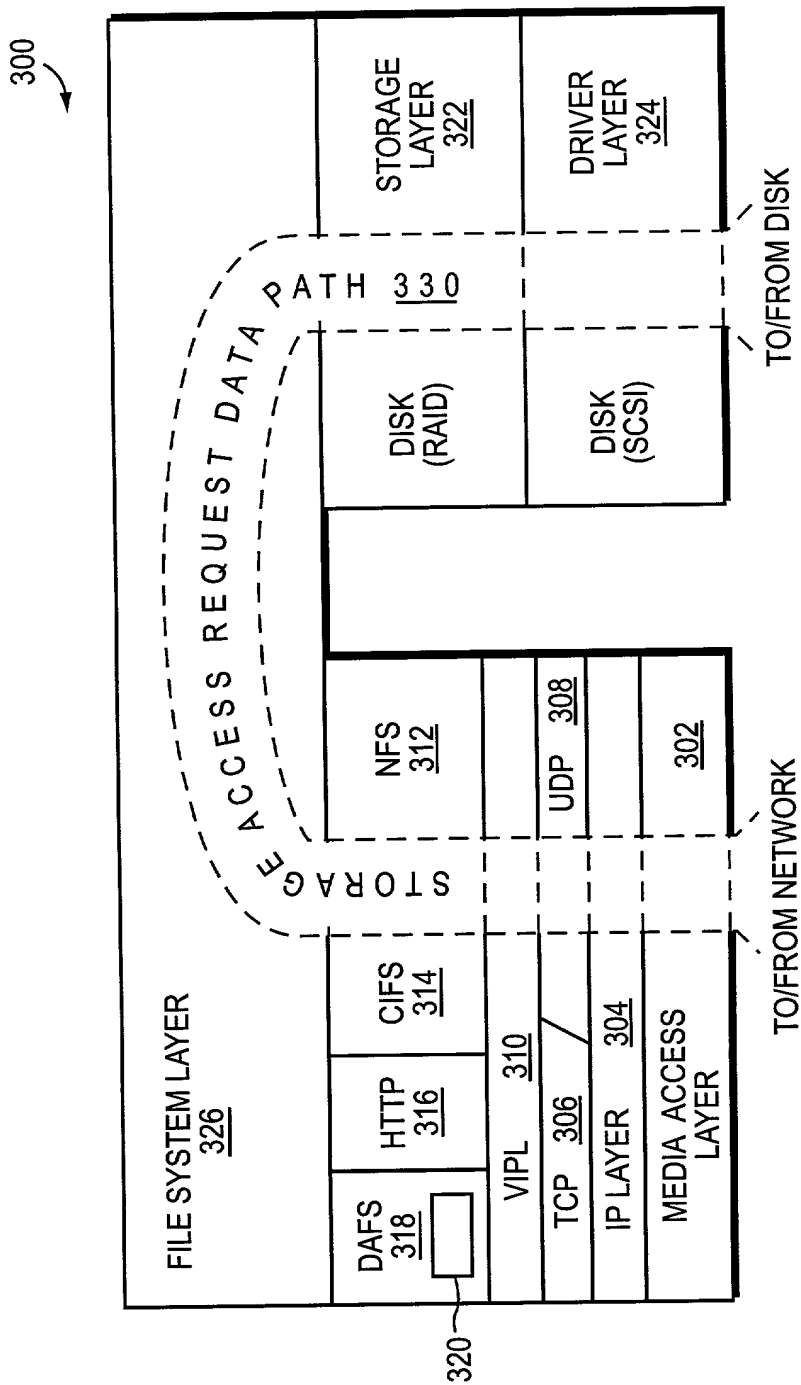 300
FILE SYSTEM LAYER
326
STORAGE ACCESS REQUEST DATA PATH 330
DAFS
318
320
HTTP
316
CIFS
314
NFS
312
VIPL 310
TCP 306
UDP 308
IP LAYER 304
MEDIA ACCESS
LAYER
302
TO/FROM NETWORK
DISK
(RAID)
STORAGE
LAYER
322
DISK
(SCSI)
DRIVER
LAYER
324
TO/FROM DISK